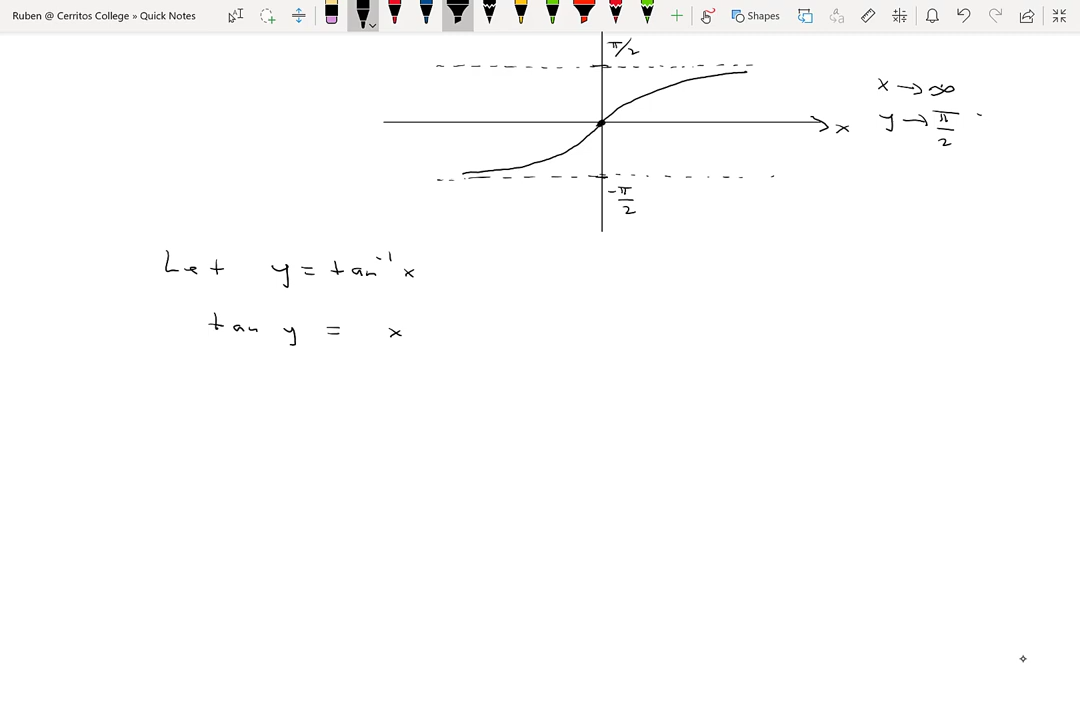 Ruben @ Cerritos College » Quick Notes
Shapes
π/2
x → ∞
x
y → π/2
-π/2
Let y = tan⁻¹ x
tan y = x